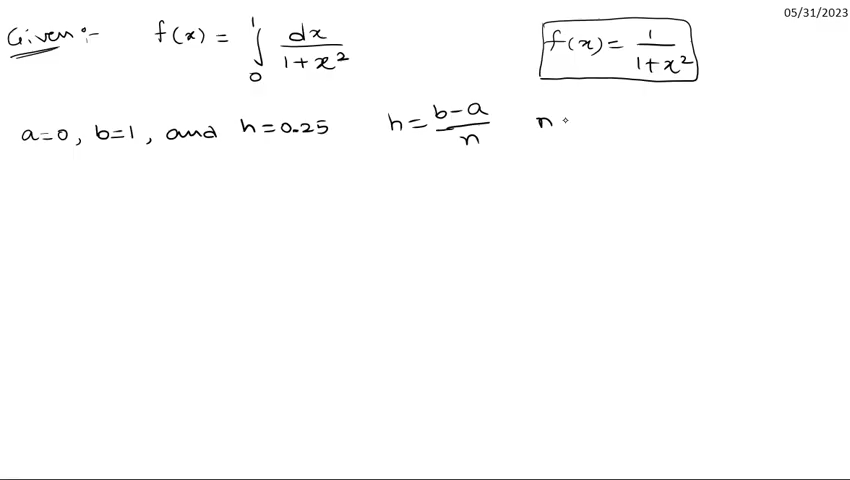 05/31/2023
Given :- f(x) = ∫₀¹ dx/(1+x²) f(x) = 1/(1+x²)
a=0, b=1, and h=0.25 h = (b-a)/n n